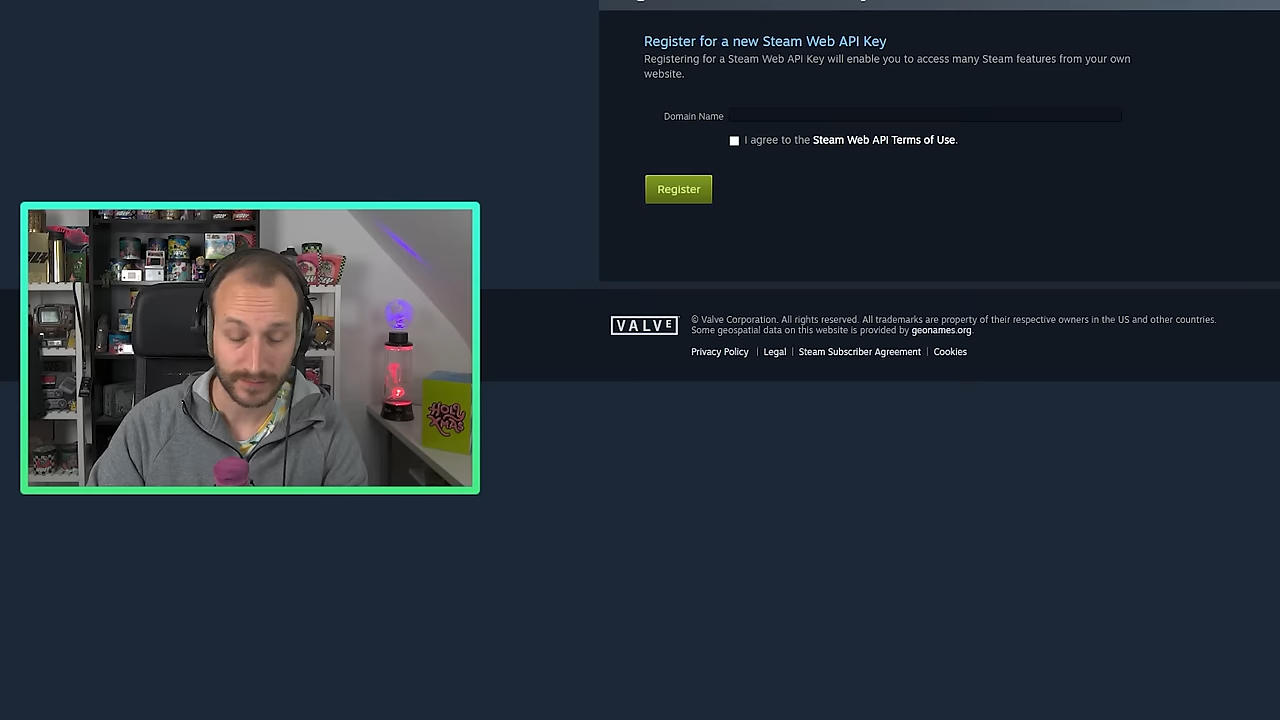 Register for a new Steam Web API Key
Registering for a Steam Web API Key will enable you to access many Steam features from your own
website.
Domain Name
I agree to the Steam Web API Terms of Use.
Register
HOLY
XMAS
VALVE
© Valve Corporation. All rights reserved. All trademarks are property of their respective owners in the US and other countries.
Some geospatial data on this website is provided by geonames.org.
Privacy Policy | Legal | Steam Subscriber Agreement | Cookies